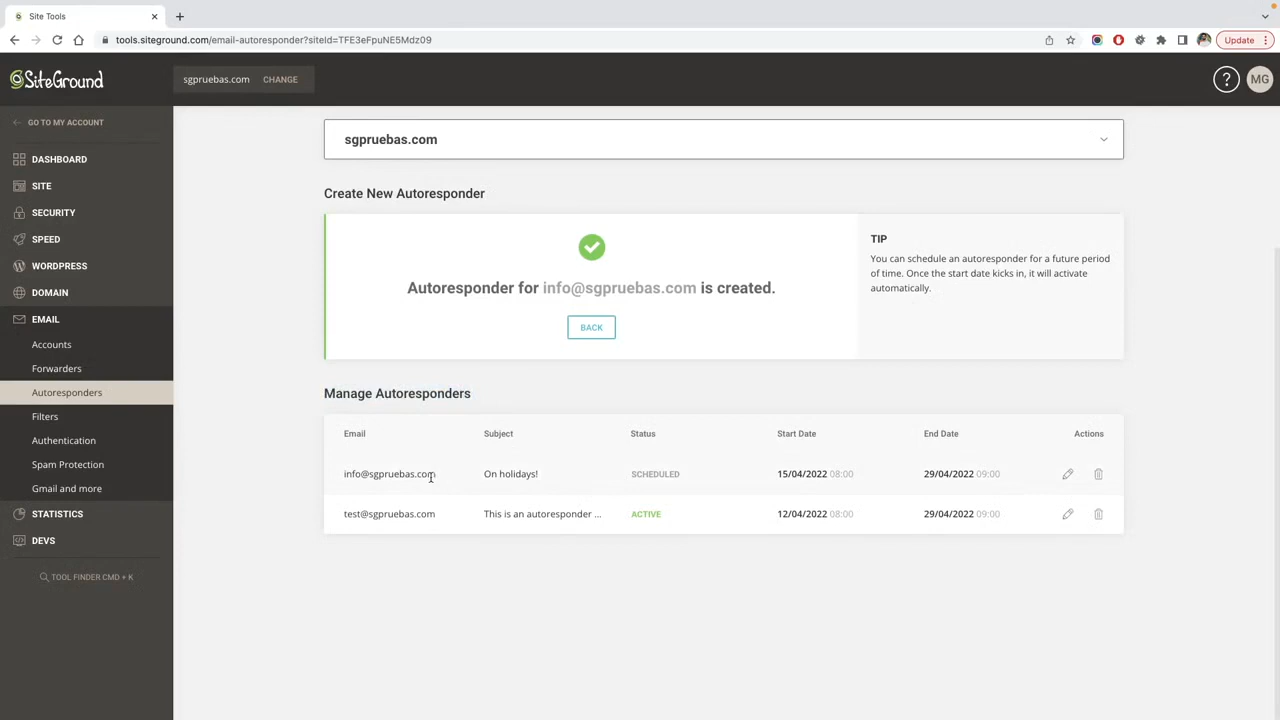 Site Tools
tools.siteground.com/email-autoresponder?siteId=TFE3eFpuNE5Mdz09
Update
SiteGround
sgpruebas.com CHANGE
? MG
GO TO MY ACCOUNT
DASHBOARD
SITE
SECURITY
SPEED
WORDPRESS
DOMAIN
EMAIL
Accounts
Forwarders
Autoresponders
Filters
Authentication
Spam Protection
Gmail and more
STATISTICS
DEVS
TOOL FINDER CMD + K
sgpruebas.com
Create New Autoresponder
Autoresponder for info@sgpruebas.com is created.
BACK
TIP
You can schedule an autoresponder for a future period
of time. Once the start date kicks in, it will activate
automatically.
Manage Autoresponders
Email Subject Status Start Date End Date Actions
info@sgpruebas.com On holidays! SCHEDULED 15/04/2022 08:00 29/04/2022 09:00
test@sgpruebas.com This is an autoresponder ... ACTIVE 12/04/2022 08:00 29/04/2022 09:00